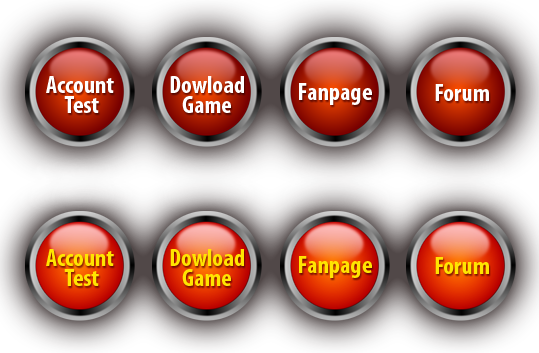 Account
Test
Dowload
Game
Fanpage
Forum
Account
Test
Dowload
Game
Fanpage
Forum